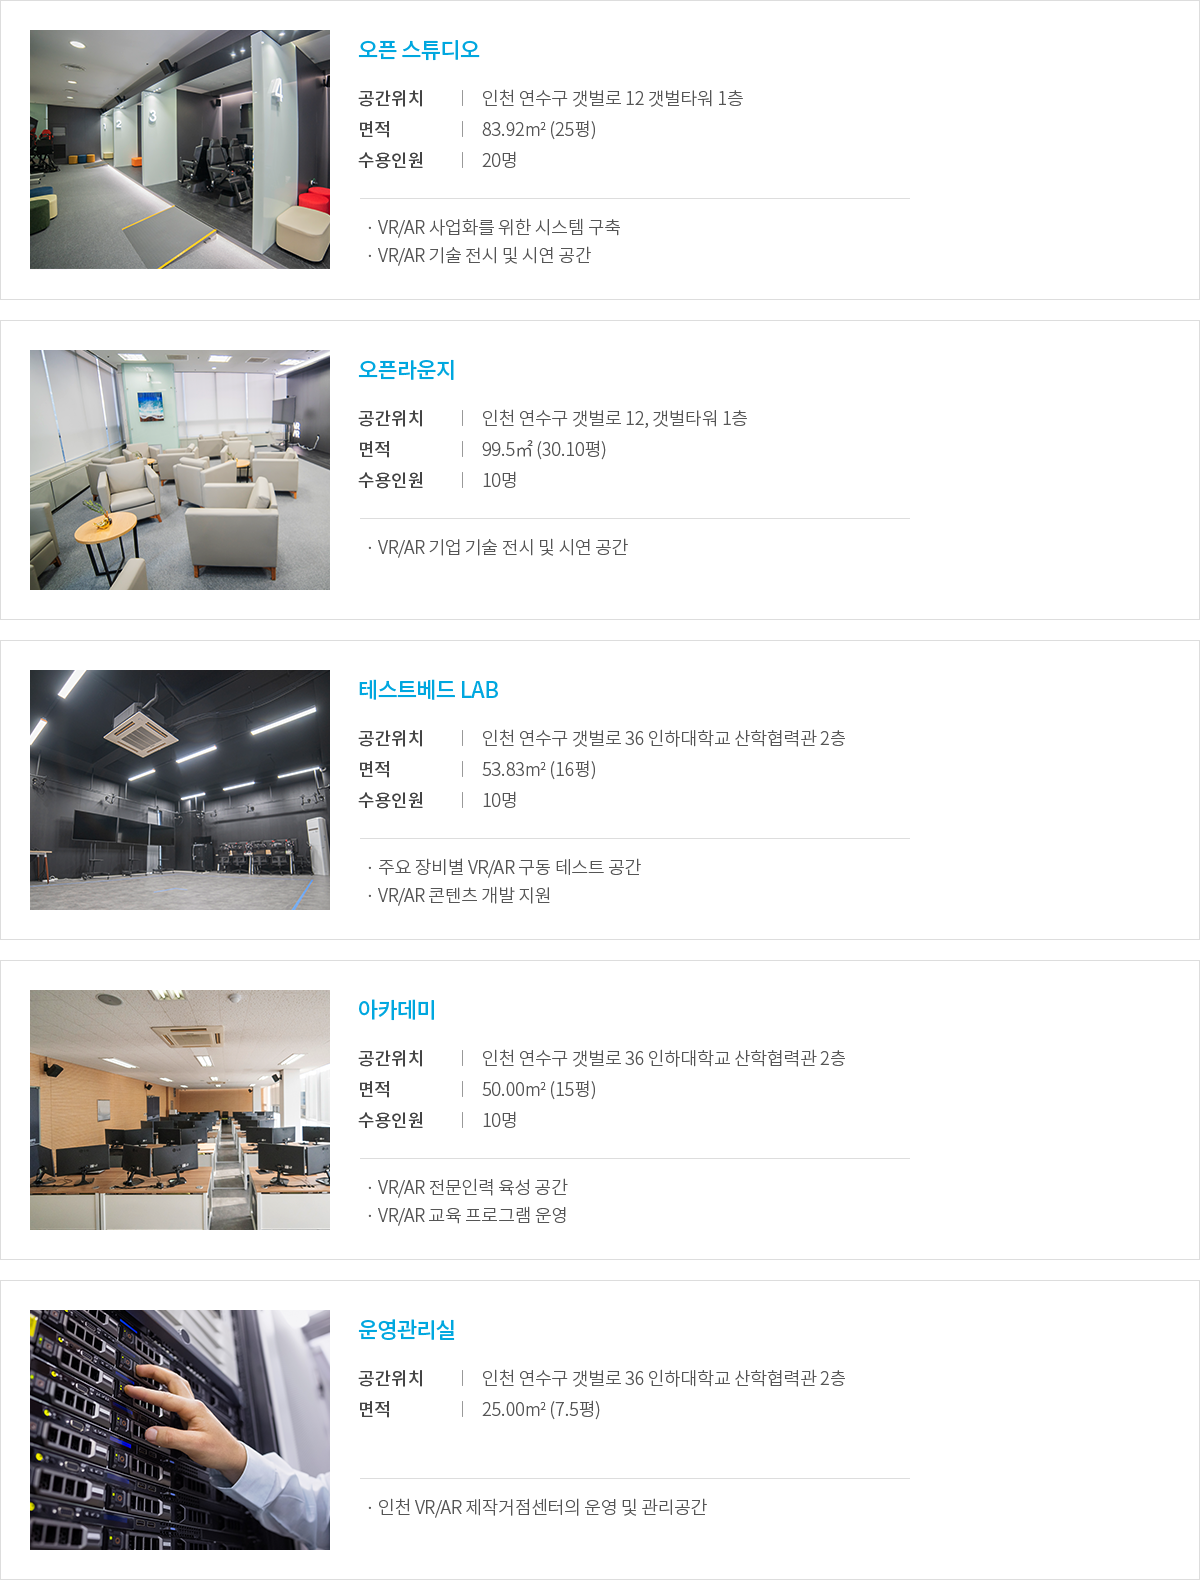 오픈 스튜디오
공간위치 | 인천 연수구 갯벌로 12 갯벌타워 1층
면적 | 83.92m² (25평)
수용인원 | 20명
· VR/AR 사업화를 위한 시스템 구축
· VR/AR 기술 전시 및 시연 공간
1 2 3 4
오픈라운지
공간위치 | 인천 연수구 갯벌로 12, 갯벌타워 1층
면적 | 99.5㎡ (30.10평)
수용인원 | 10명
· VR/AR 기업 기술 전시 및 시연 공간
테스트베드 LAB
공간위치 | 인천 연수구 갯벌로 36 인하대학교 산학협력관 2층
면적 | 53.83m² (16평)
수용인원 | 10명
· 주요 장비별 VR/AR 구동 테스트 공간
· VR/AR 콘텐츠 개발 지원
아카데미
공간위치 | 인천 연수구 갯벌로 36 인하대학교 산학협력관 2층
면적 | 50.00m² (15평)
수용인원 | 10명
· VR/AR 전문인력 육성 공간
· VR/AR 교육 프로그램 운영
운영관리실
공간위치 | 인천 연수구 갯벌로 36 인하대학교 산학협력관 2층
면적 | 25.00m² (7.5평)
· 인천 VR/AR 제작거점센터의 운영 및 관리공간